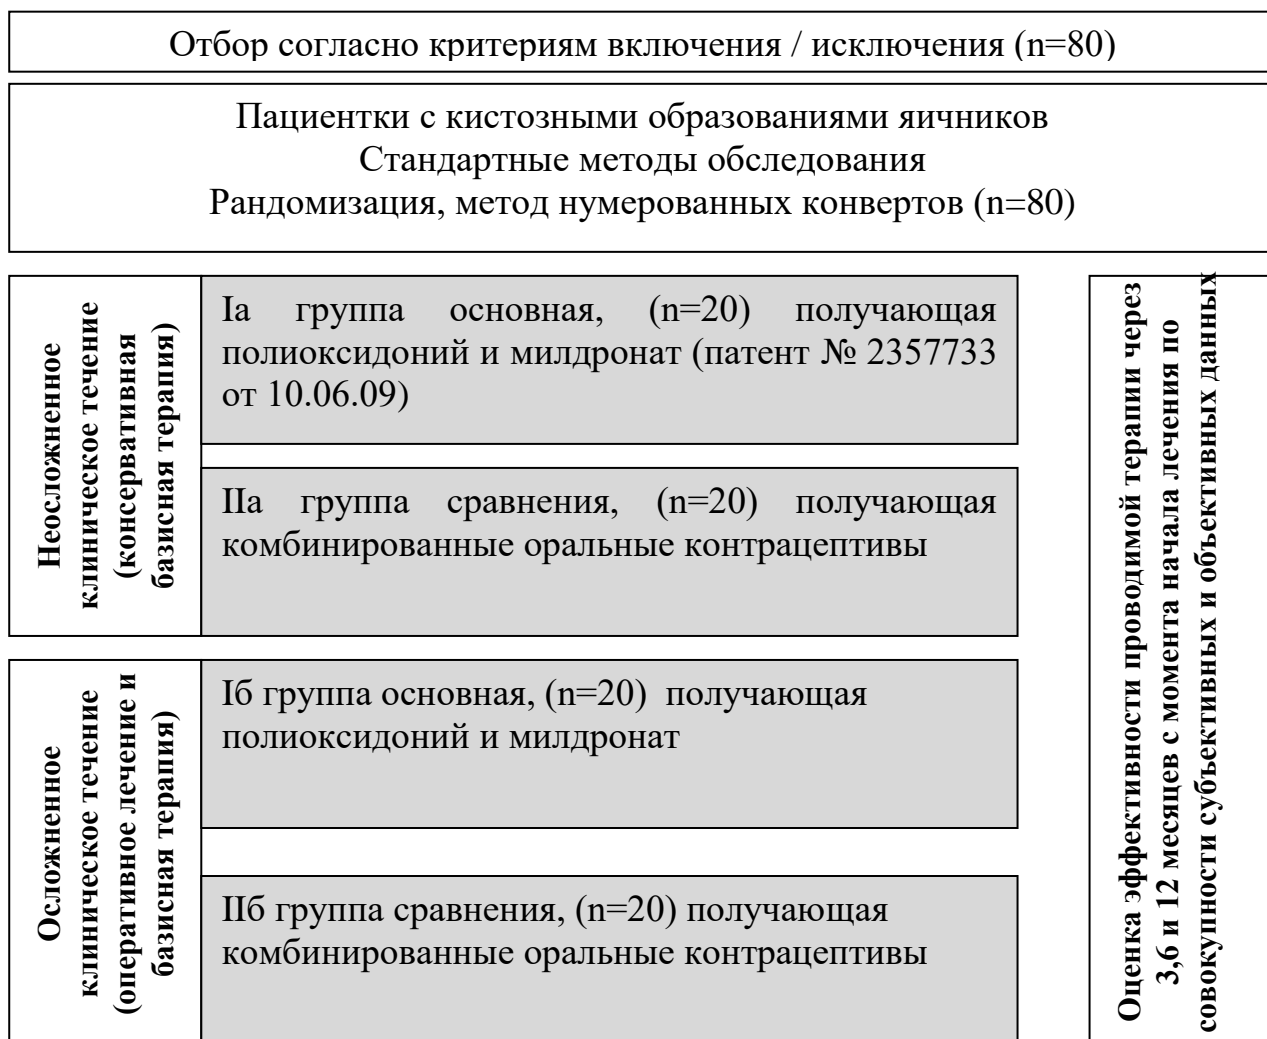 Отбор согласно критериям включения / исключения (n=80)
Пациентки с кистозными образованиями яичников
Стандартные методы обследования
Рандомизация, метод нумерованных конвертов (n=80)
Неосложненное
клиническое течение
(консервативная
базисная терапия)
Iа группа основная, (n=20) получающая
полиоксидоний и милдронат (патент № 2357733
от 10.06.09)
IIа группа сравнения, (n=20) получающая
комбинированные оральные контрацептивы
Осложненное
клиническое течение
(оперативное лечение и
базисная терапия)
Iб группа основная, (n=20) получающая
полиоксидоний и милдронат
IIб группа сравнения, (n=20) получающая
комбинированные оральные контрацептивы
Оценка эффективности проводимой терапии через
3,6 и 12 месяцев с момента начала лечения по
совокупности субъективных и объективных данных